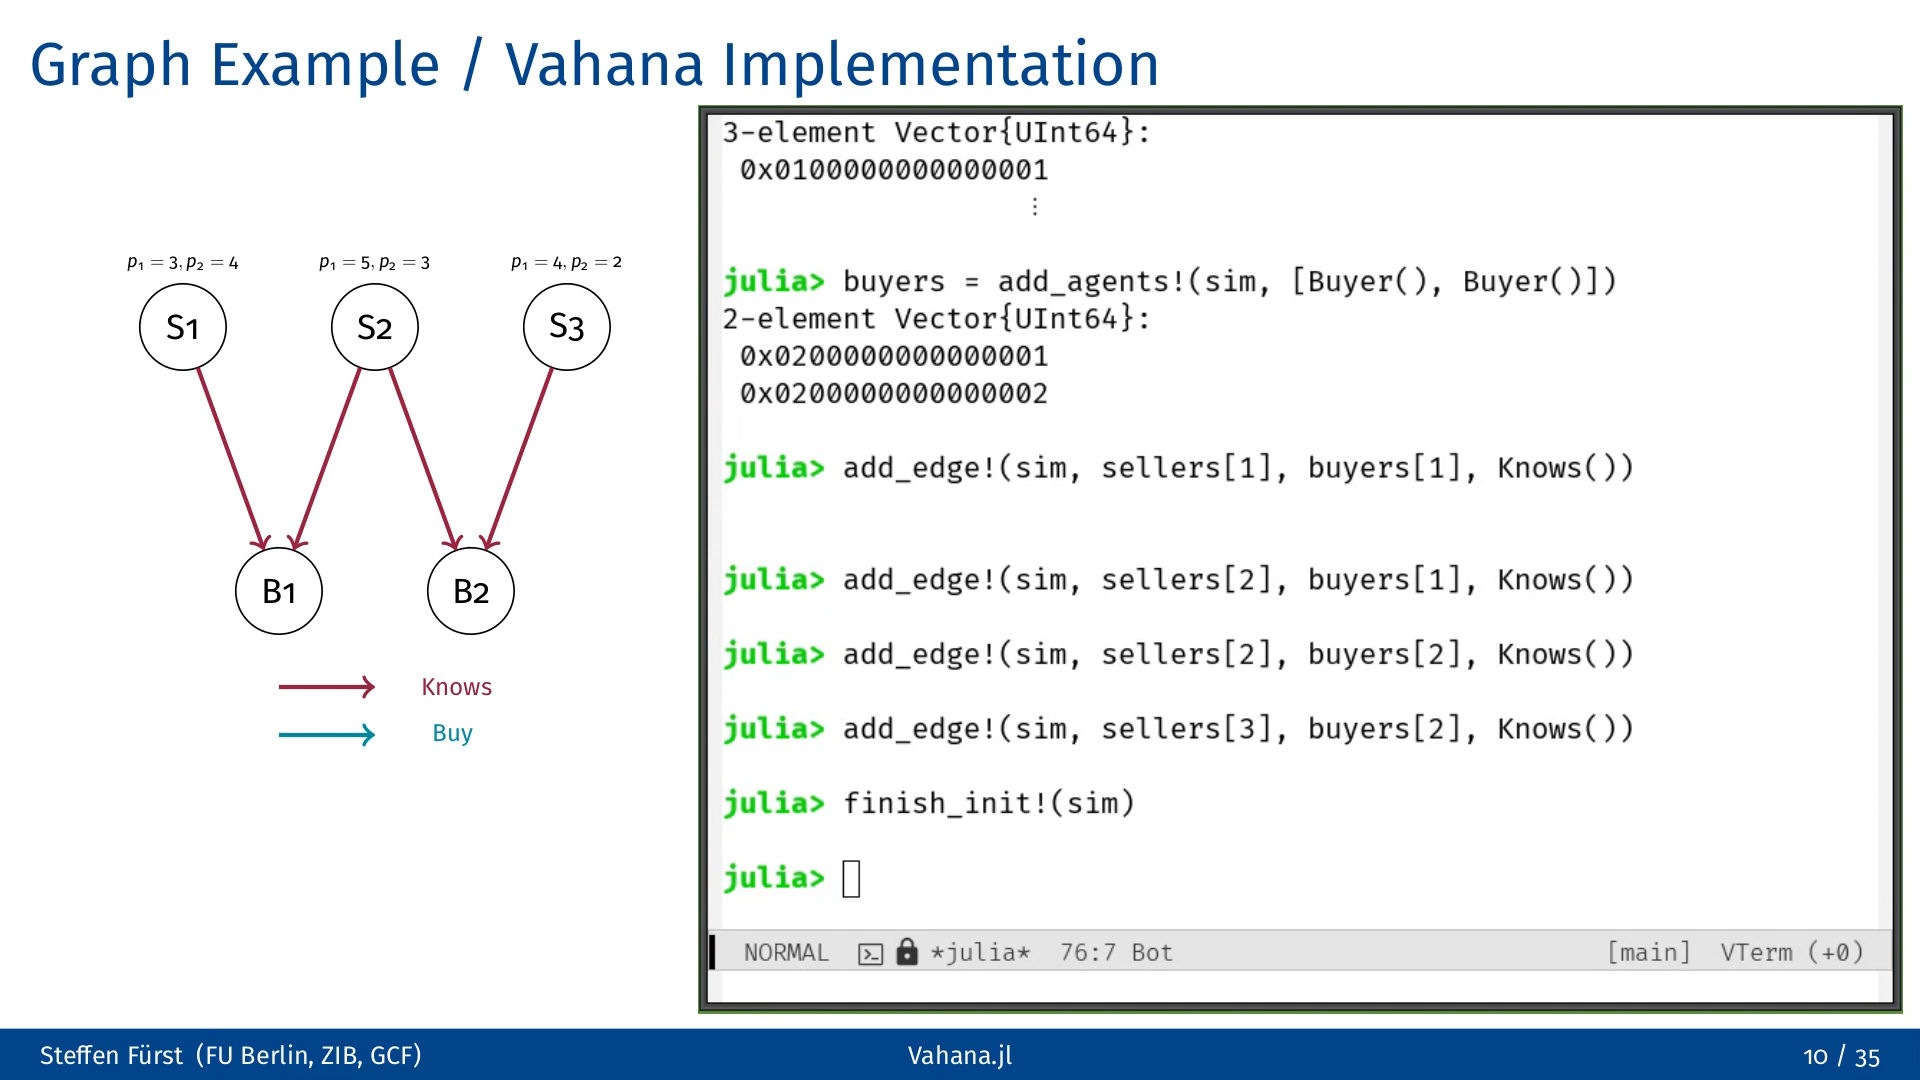 Graph Example / Vahana Implementation
p₁ = 3, p₂ = 4
p₁ = 5, p₂ = 3
p₁ = 4, p₂ = 2
S1
S2
S3
B1
B2
Knows
Buy
3-element Vector{UInt64}:
0x0100000000000001
⋮
julia> buyers = add_agents!(sim, [Buyer(), Buyer()])
2-element Vector{UInt64}:
0x0200000000000001
0x0200000000000002
julia> add_edge!(sim, sellers[1], buyers[1], Knows())
julia> add_edge!(sim, sellers[2], buyers[1], Knows())
julia> add_edge!(sim, sellers[2], buyers[2], Knows())
julia> add_edge!(sim, sellers[3], buyers[2], Knows())
julia> finish_init!(sim)
julia>
NORMAL *julia* 76:7 Bot [main] VTerm (+0)
Steffen Fürst (FU Berlin, ZIB, GCF) Vahana.jl 10 / 35